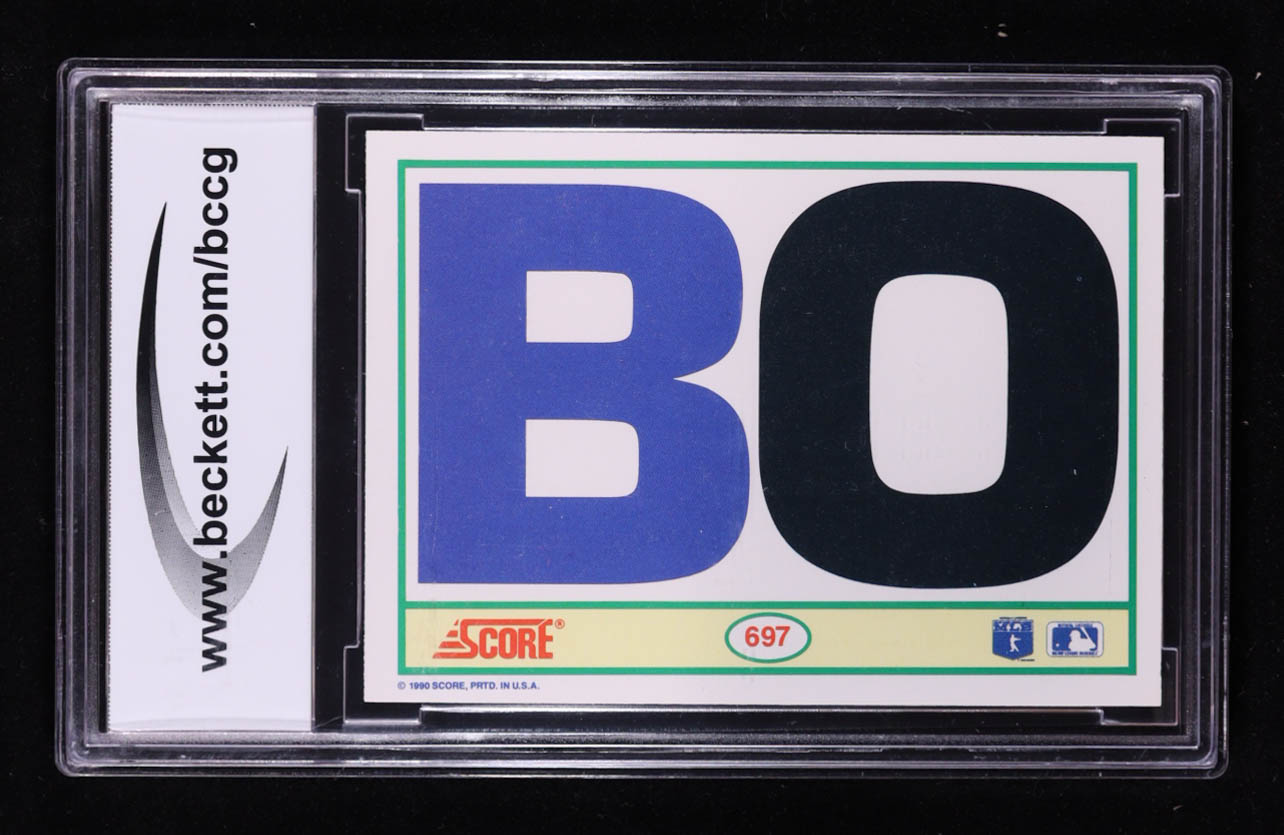 www.beckett.com/bccg
BO
SCORE®
697
© 1990 SCORE, PRTD. IN U.S.A.